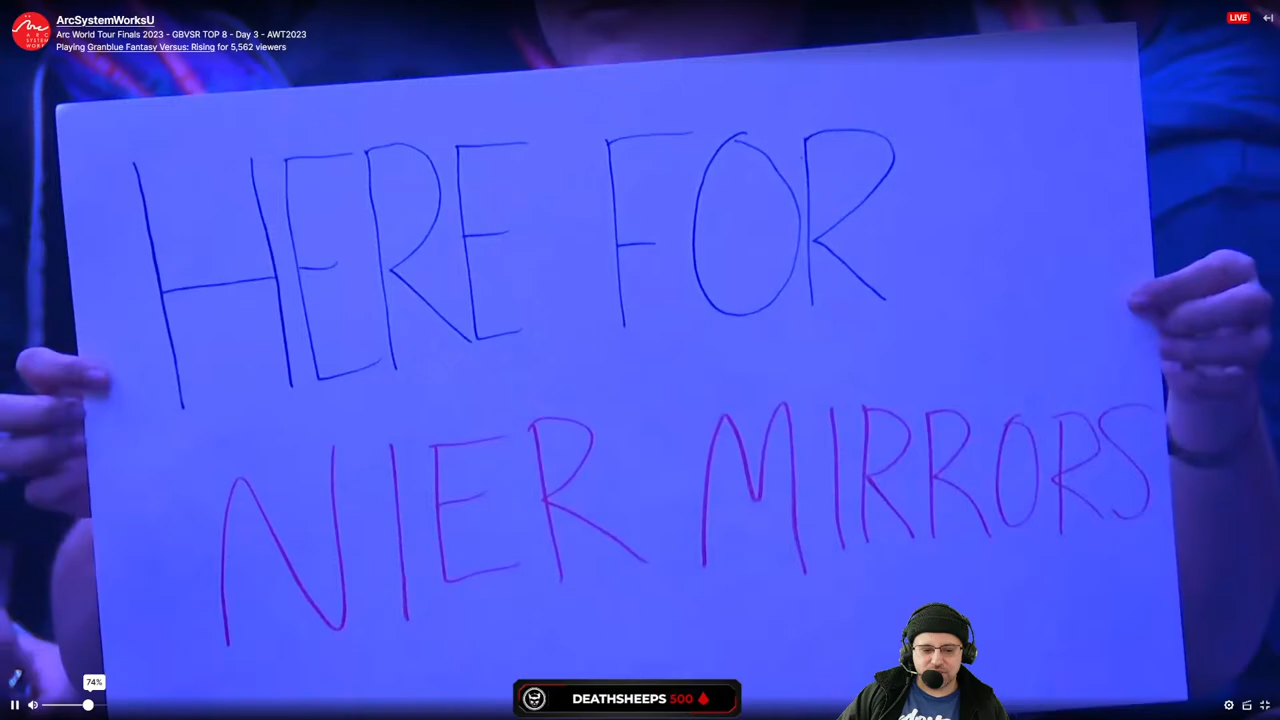 ArcSystemWorksU
Arc World Tour Finals 2023 - GBVSR TOP 8 - Day 3 - AWT2023
Playing Granblue Fantasy Versus: Rising for 5,562 viewers
LIVE
HERE FOR
NIER MIRRORS
74%
DEATHSHEEPS 500